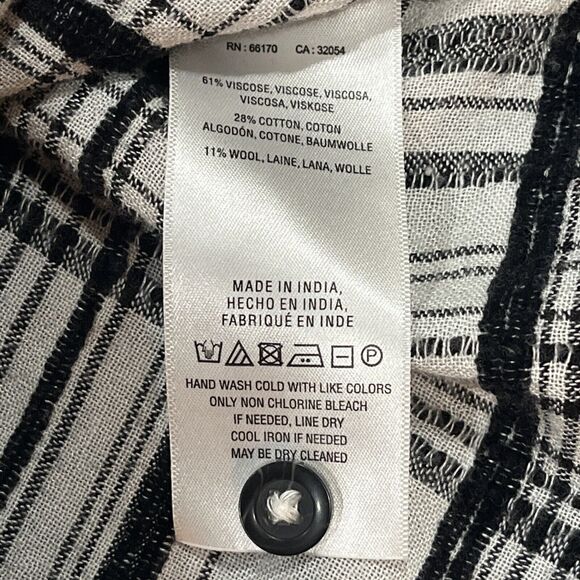 RN : 66170 CA : 32054
61% VISCOSE, VISCOSE, VISCOSA,
VISCOSA, VISKOSE
28% COTTON, COTON
ALGODÓN, COTONE, BAUMWOLLE
11% WOOL, LAINE, LANA, WOLLE
MADE IN INDIA,
HECHO EN INDIA,
FABRIQUÉ EN INDE
P
HAND WASH COLD WITH LIKE COLORS
ONLY NON CHLORINE BLEACH
IF NEEDED, LINE DRY
COOL IRON IF NEEDED
MAY BE DRY CLEANED